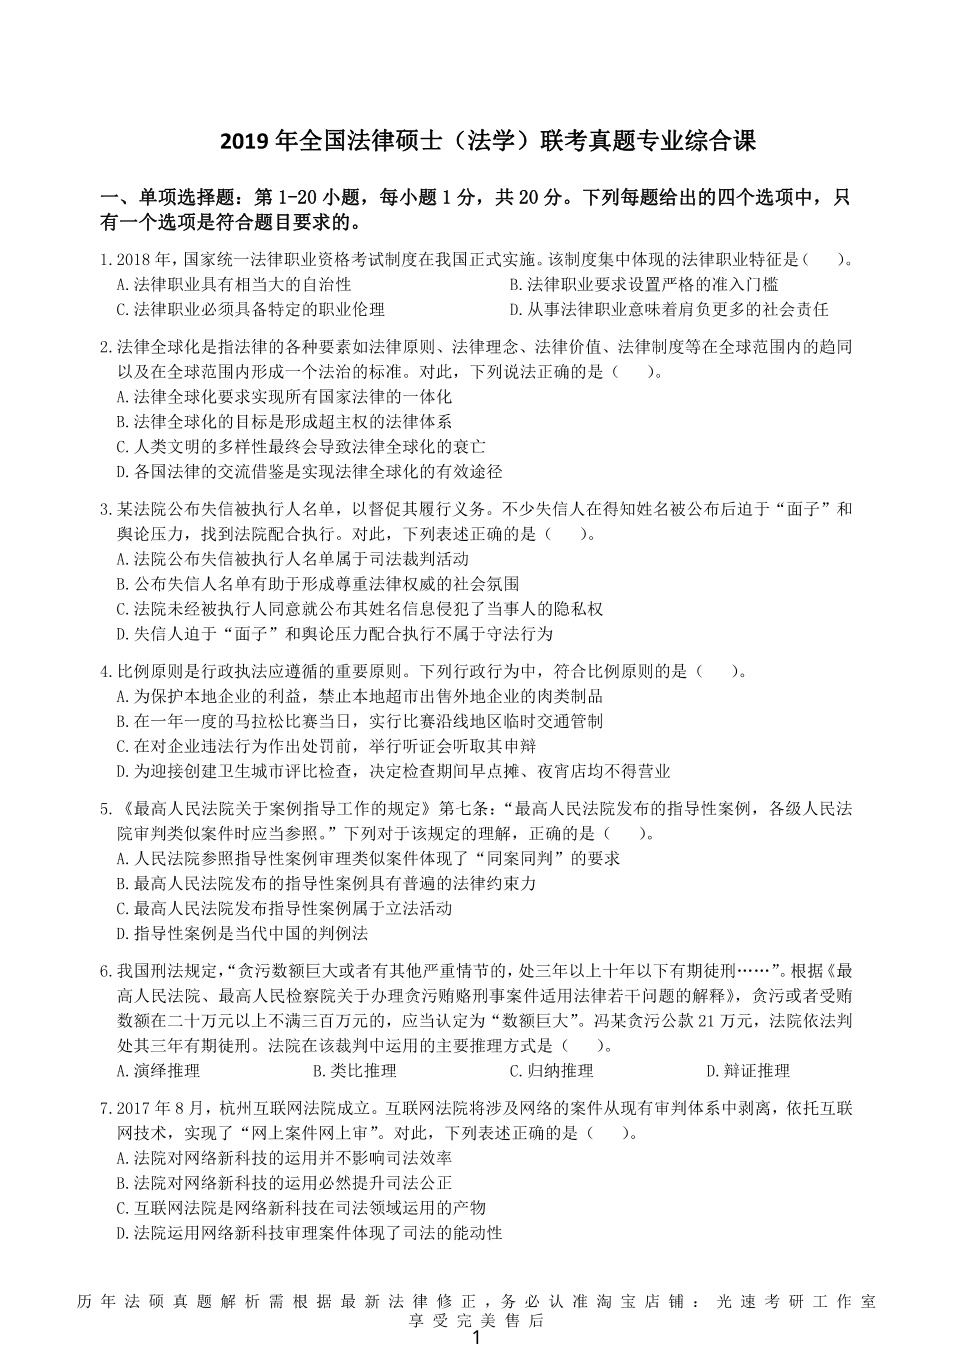 2019 年全国法律硕士（法学）联考真题专业综合课
一、单项选择题：第 1-20 小题，每小题 1 分，共 20 分。下列每题给出的四个选项中，只
有一个选项是符合题目要求的。
1. 2018 年，国家统一法律职业资格考试制度在我国正式实施。该制度集中体现的法律职业特征是（　）。
A. 法律职业具有相当大的自治性　　B. 法律职业要求设置严格的准入门槛
C. 法律职业必须具备特定的职业伦理　　D. 从事法律职业意味着肩负更多的社会责任
2. 法律全球化是指法律的各种要素如法律原则、法律理念、法律价值、法律制度等在全球范围内的趋同
以及在全球范围内形成一个法治的标准。对此，下列说法正确的是（　）。
A. 法律全球化要求实现所有国家法律的一体化
B. 法律全球化的目标是形成超主权的法律体系
C. 人类文明的多样性最终会导致法律全球化的衰亡
D. 各国法律的交流借鉴是实现法律全球化的有效途径
3. 某法院公布失信被执行人名单，以督促其履行义务。不少失信人在得知姓名被公布后迫于“面子”和
舆论压力，找到法院配合执行。对此，下列表述正确的是（　）。
A. 法院公布失信被执行人名单属于司法裁判活动
B. 公布失信人名单有助于形成尊重法律权威的社会氛围
C. 法院未经被执行人同意就公布其姓名信息侵犯了当事人的隐私权
D. 失信人迫于“面子”和舆论压力配合执行不属于守法行为
4. 比例原则是行政执法应遵循的重要原则。下列行政行为中，符合比例原则的是（　）。
A. 为保护本地企业的利益，禁止本地超市出售外地企业的肉类制品
B. 在一年一度的马拉松比赛当日，实行比赛沿线地区临时交通管制
C. 在对企业违法行为作出处罚前，举行听证会听取其申辩
D. 为迎接创建卫生城市评比检查，决定检查期间早点摊、夜宵店均不得营业
5. 《最高人民法院关于案例指导工作的规定》第七条：“最高人民法院发布的指导性案例，各级人民法
院审判类似案件时应当参照。”下列对于该规定的理解，正确的是（　）。
A. 人民法院参照指导性案例审理类似案件体现了“同案同判”的要求
B. 最高人民法院发布的指导性案例具有普遍的法律约束力
C. 最高人民法院发布指导性案例属于立法活动
D. 指导性案例是当代中国的判例法
6. 我国刑法规定，“贪污数额巨大或者有其他严重情节的，处三年以上十年以下有期徒刑……”。根据《最
高人民法院、最高人民检察院关于办理贪污贿赂刑事案件适用法律若干问题的解释》，贪污或者受贿
数额在二十万元以上不满三百万元的，应当认定为“数额巨大”。冯某贪污公款 21 万元，法院依法判
处其三年有期徒刑。法院在该裁判中运用的主要推理方式是（　）。
A. 演绎推理　　B. 类比推理　　C. 归纳推理　　D. 辩证推理
7. 2017 年 8 月，杭州互联网法院成立。互联网法院将涉及网络的案件从现有审判体系中剥离，依托互联
网技术，实现了“网上案件网上审”。对此，下列表述正确的是（　）。
A. 法院对网络新科技的运用并不影响司法效率
B. 法院对网络新科技的运用必然提升司法公正
C. 互联网法院是网络新科技在司法领域运用的产物
D. 法院运用网络新科技审理案件体现了司法的能动性
历年法硕真题解析需根据最新法律修正，务必认准淘宝店铺：光速考研工作室
享受完美售后
1